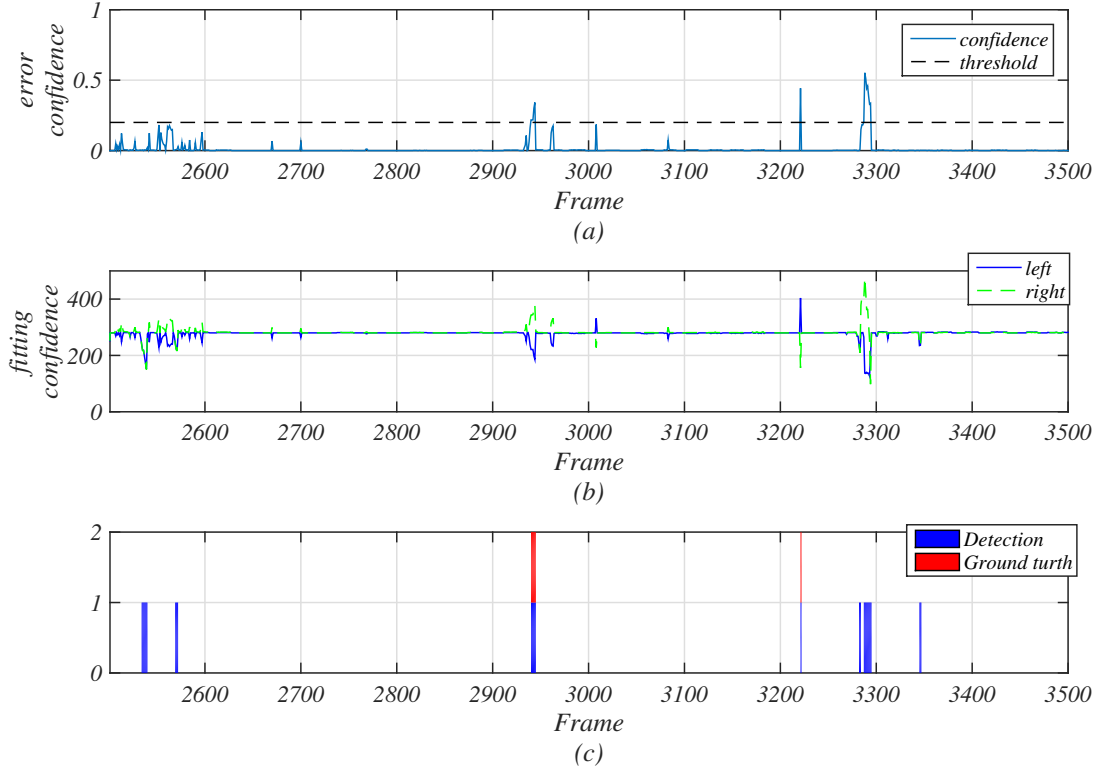 1
0.5
0
error
confidence
confidence
threshold
2600 2700 2800 2900 3000 3100 3200 3300 3400 3500
Frame
(a)
400
200
0
fitting
confidence
left
right
2600 2700 2800 2900 3000 3100 3200 3300 3400 3500
Frame
(b)
2
1
0
Detection
Ground turth
2600 2700 2800 2900 3000 3100 3200 3300 3400 3500
Frame
(c)